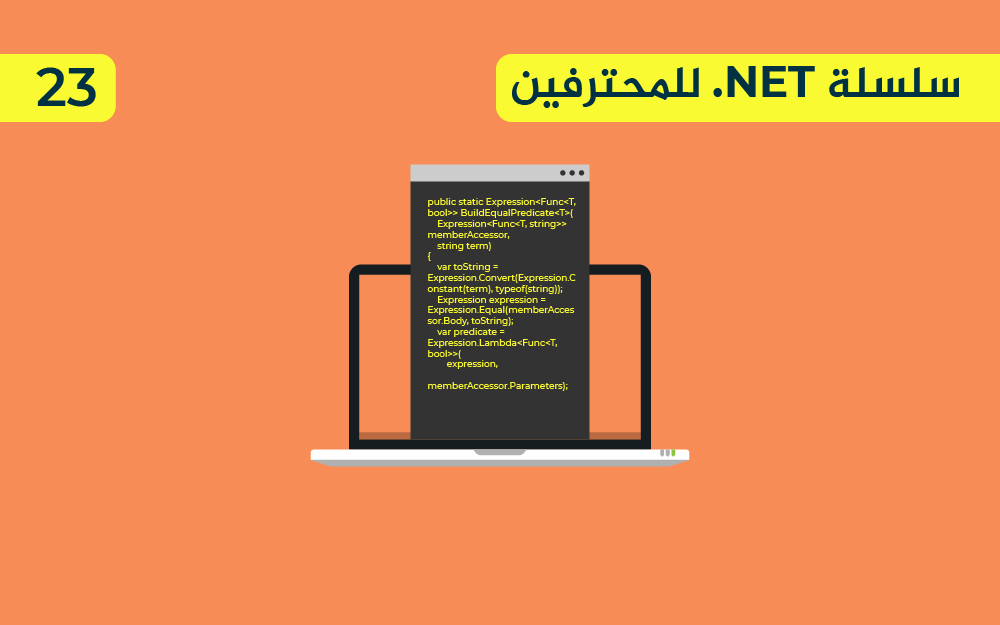 سلسلة NET. للمحترفين
23
public static Expression<Func<T,
bool>> BuildEqualPredicate<T>(
    Expression<Func<T, string>>
memberAccessor,
    string term)
{
    var toString =
Expression.Convert(Expression.C
onstant(term), typeof(string));
    Expression expression =
Expression.Equal(memberAcces
sor.Body, toString);
    var predicate =
Expression.Lambda<Func<T,
bool>>(
        expression,
memberAccessor.Parameters);